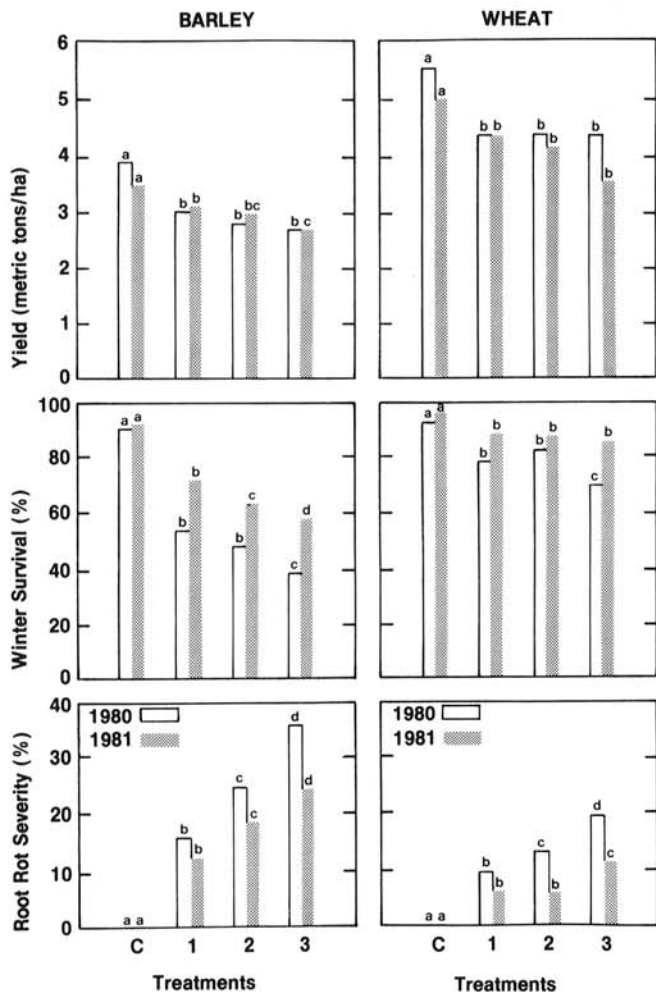 BARLEY
WHEAT
Yield (metric tons/ha)
6
5
4
3
2
1
0
a a b b b bc b c
a a b b b b b b
Winter Survival (%)
100
80
60
40
20
0
a a b b b c c d
a a b b b b c b
Root Rot Severity (%)
40
30
20
10
0
1980
1981
a a b b c c d d
1980
1981
a a b b c b d c
C 1 2 3
C 1 2 3
Treatments
Treatments